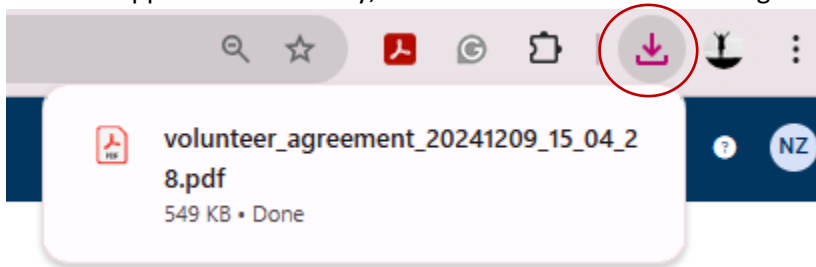 NZ
volunteer_agreement_20241209_15_04_2
8.pdf
549 KB • Done